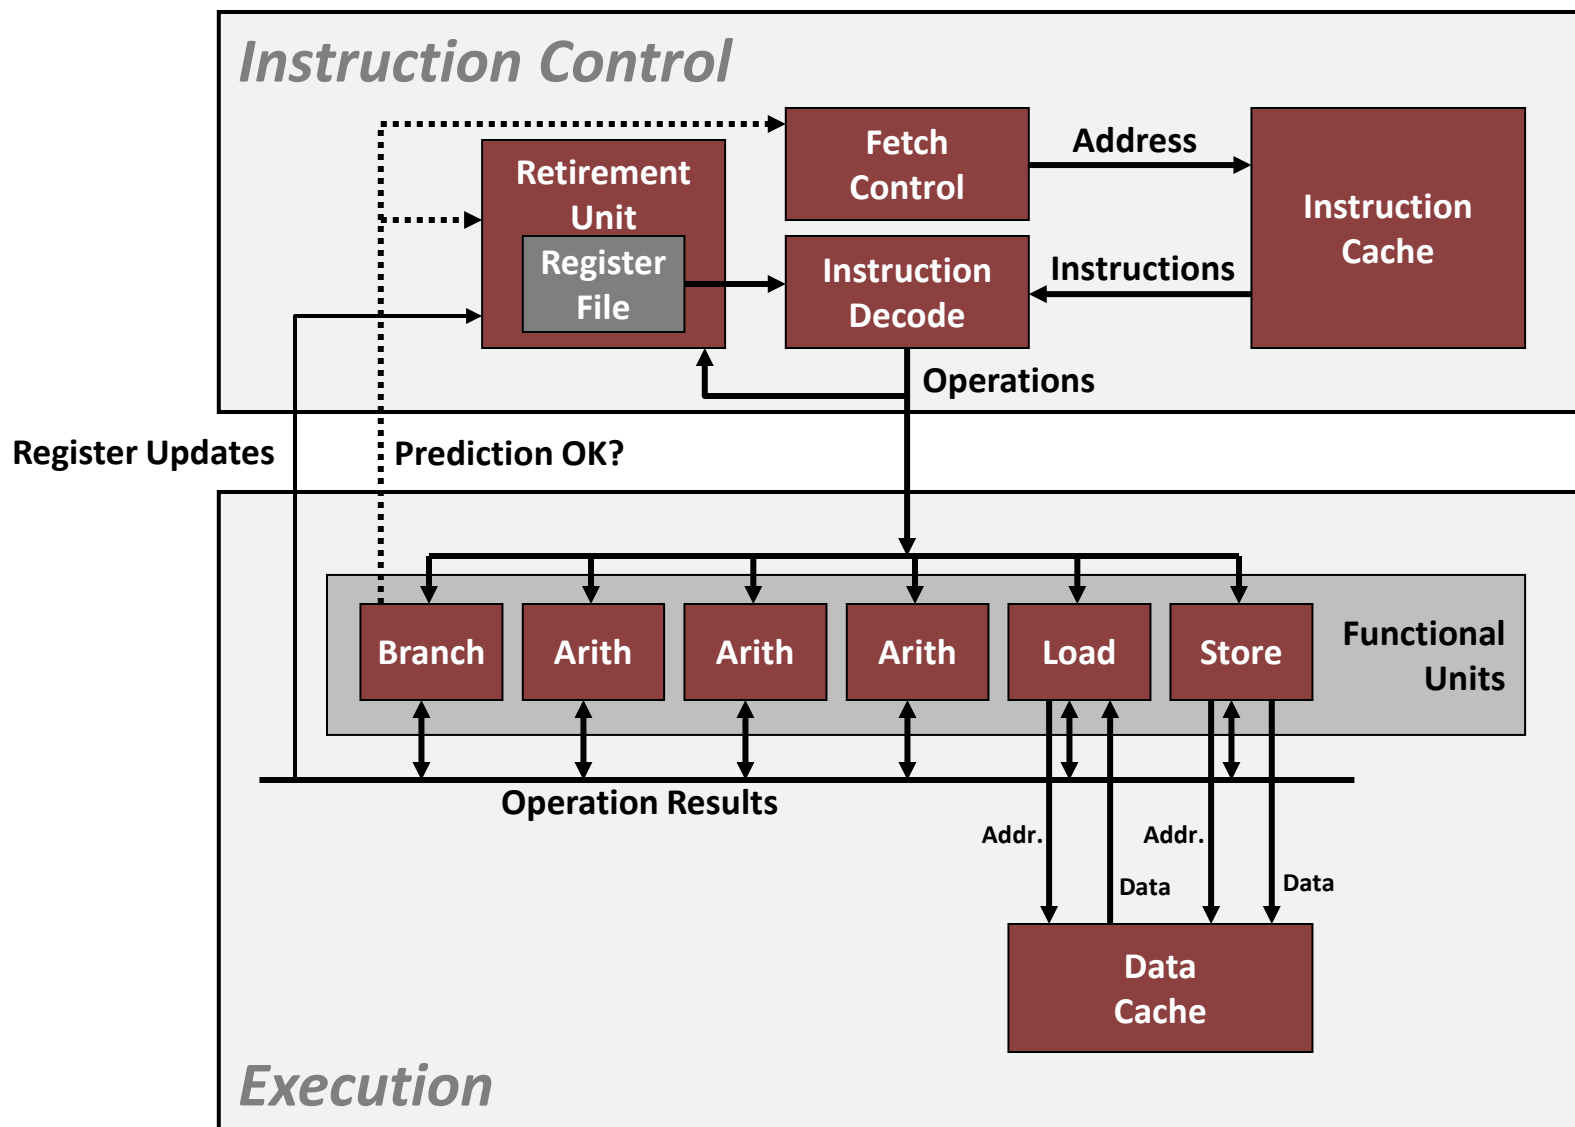 Instruction Control
Fetch
Control
Address
Instruction
Cache
Retirement
Unit
Register
File
Instruction
Decode
Instructions
Operations
Register Updates
Prediction OK?
Branch
Arith
Arith
Arith
Load
Store
Functional
Units
Operation Results
Addr.
Data
Addr.
Data
Data
Cache
Execution